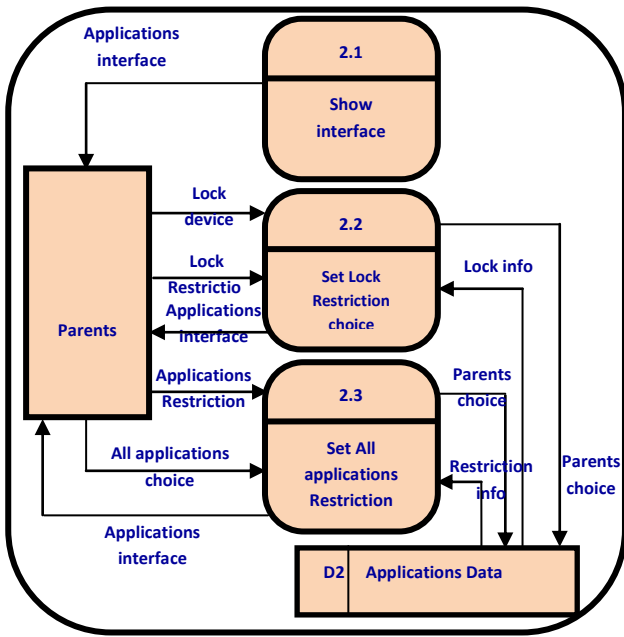 Applications
interface
2.1
Show
interface
Lock
device
2.2
Lock
Restrictio
Set Lock
Restriction
choice
Lock info
Applications
interface
Parents
Applications
Restriction
2.3
Parents
choice
All applications
choice
Set All
applications
Restriction
Restriction
info
Parents
choice
Applications
interface
D2
Applications Data